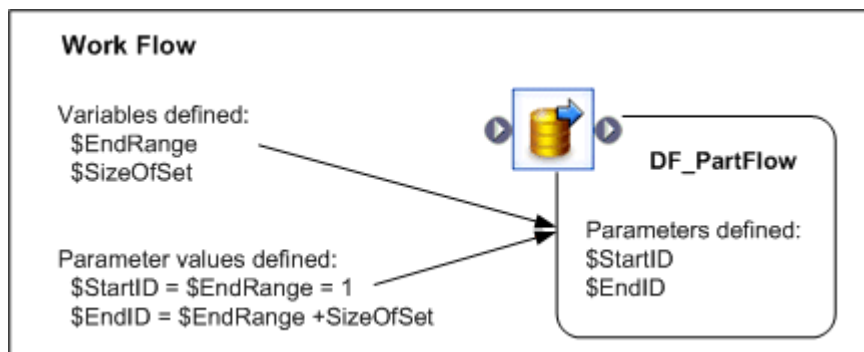 Work Flow
Variables defined:
$EndRange
$SizeOfSet
DF_PartFlow
Parameters defined:
$StartID
$EndID
Parameter values defined:
$StartID = $EndRange = 1
$EndID = $EndRange +SizeOfSet